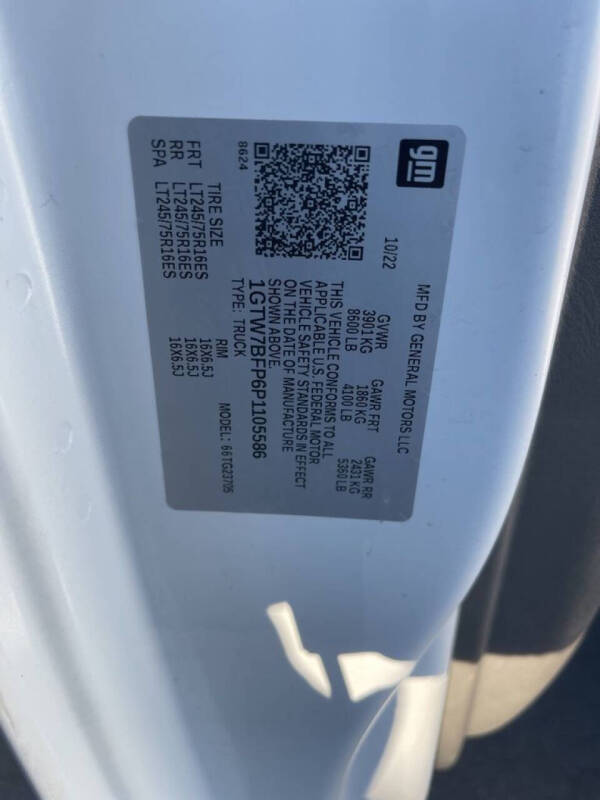 gm
MFD BY GENERAL MOTORS LLC
10/22
GVWR GAWR FRT GAWR RR
3901 KG 1860 KG 2431 KG
8600 LB 4100 LB 5360 LB
THIS VEHICLE CONFORMS TO ALL
APPLICABLE U.S. FEDERAL MOTOR
VEHICLE SAFETY STANDARDS IN EFFECT
ON THE DATE OF MANUFACTURE
SHOWN ABOVE.
1GTW7BFP6P1105586
8624
TYPE: TRUCK MODEL: 66TG23705
TIRE SIZE RIM
FRT LT245/75R16ES 16X6.5J
RR LT245/75R16ES 16X6.5J
SPA LT245/75R16ES 16X6.5J